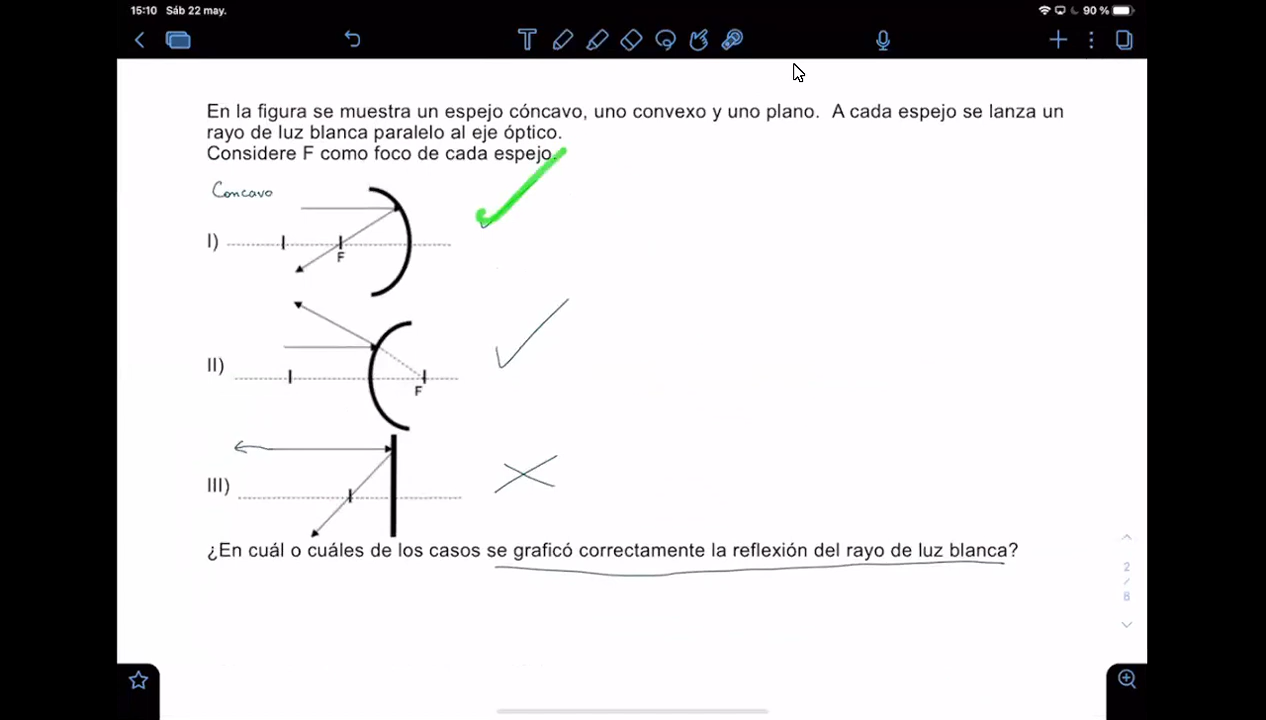 15:10 Sáb 22 may.
90 %
En la figura se muestra un espejo cóncavo, uno convexo y uno plano. A cada espejo se lanza un
rayo de luz blanca paralelo al eje óptico.
Considere F como foco de cada espejo.
Concavo
I)
F
II)
F
III)
¿En cuál o cuáles de los casos se graficó correctamente la reflexión del rayo de luz blanca?
2
/
8